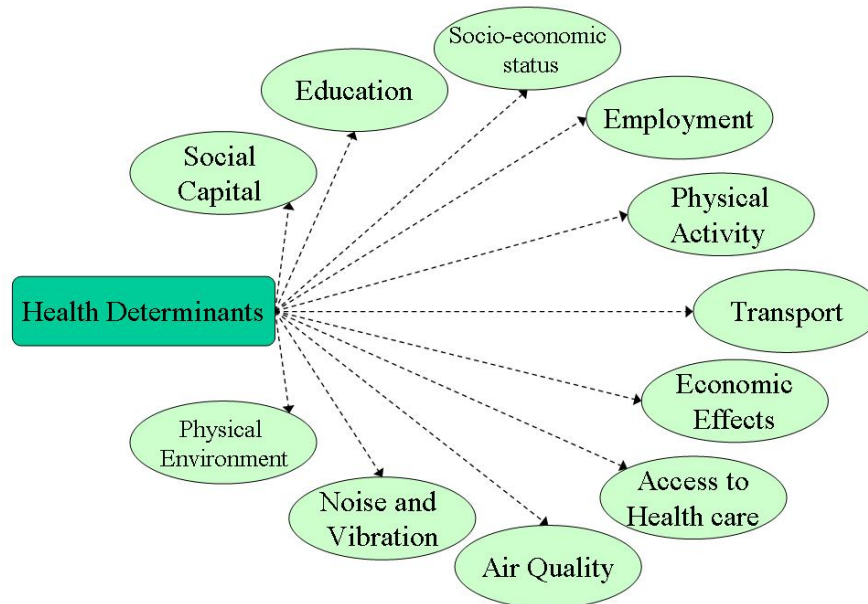 Socio-economic
status
Education
Employment
Social
Capital
Physical
Activity
Health Determinants
Transport
Economic
Effects
Physical
Environment
Access to
Health care
Noise and
Vibration
Air Quality